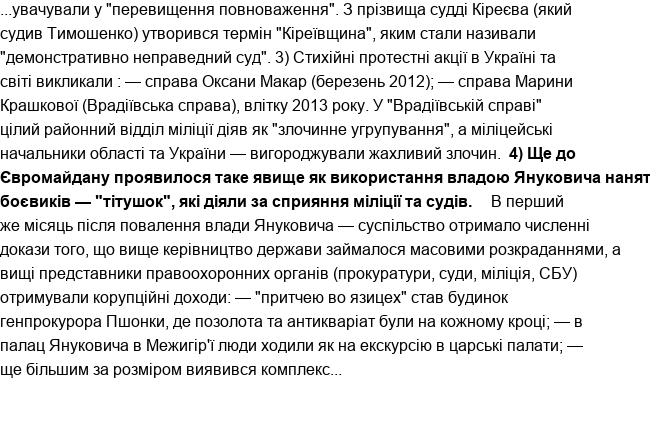 ...увачували у "перевищення повноваження". З прізвища судді Кіреєва (який
судив Тимошенко) утворився термін "Кіреївщина", яким стали називали
"демонстративно неправедний суд". 3) Стихійні протестні акції в Україні та
світі викликали : — справа Оксани Макар (березень 2012); — справа Марини
Крашкової (Врадіївська справа), влітку 2013 року. У "Врадіївській справі"
цілий районний відділ міліції діяв як "злочинне угрупування", а міліцейські
начальники області та України — вигороджували жахливий злочин.  4) Ще до
Євромайдану проявилося таке явище як використання владою Януковича нанят
боєвиків — "тітушок", які діяли за сприяння міліції та судів.    В перший
же місяць після повалення влади Януковича — суспільство отримало численні
докази того, що вище керівництво держави займалося масовими розкраданнями, а
вищі представники правоохоронних органів (прокуратури, суди, міліція, СБУ)
отримували корупційні доходи: — "притчею во язицех" став будинок
генпрокурора Пшонки, де позолота та антикваріат були на кожному кроці; — в
палац Януковича в Межигір'ї люди ходили як на екскурсію в царські палати; —
ще більшим за розміром виявився комплекс...